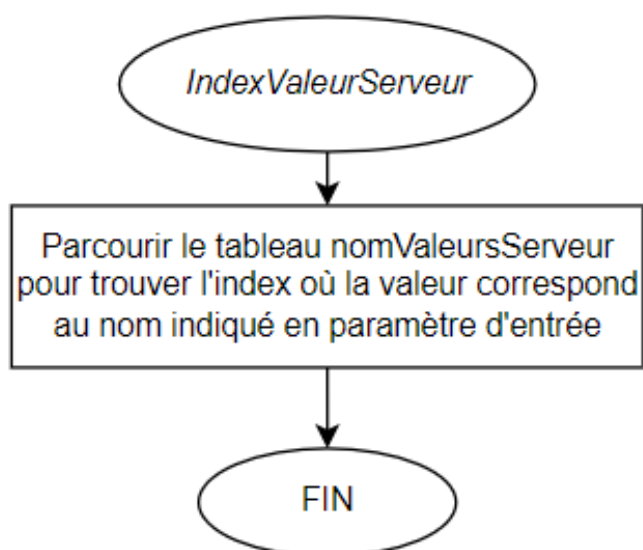 IndexValeurServeur
Parcourir le tableau nomValeursServeur
pour trouver l'index où la valeur correspond
au nom indiqué en paramètre d'entrée
FIN